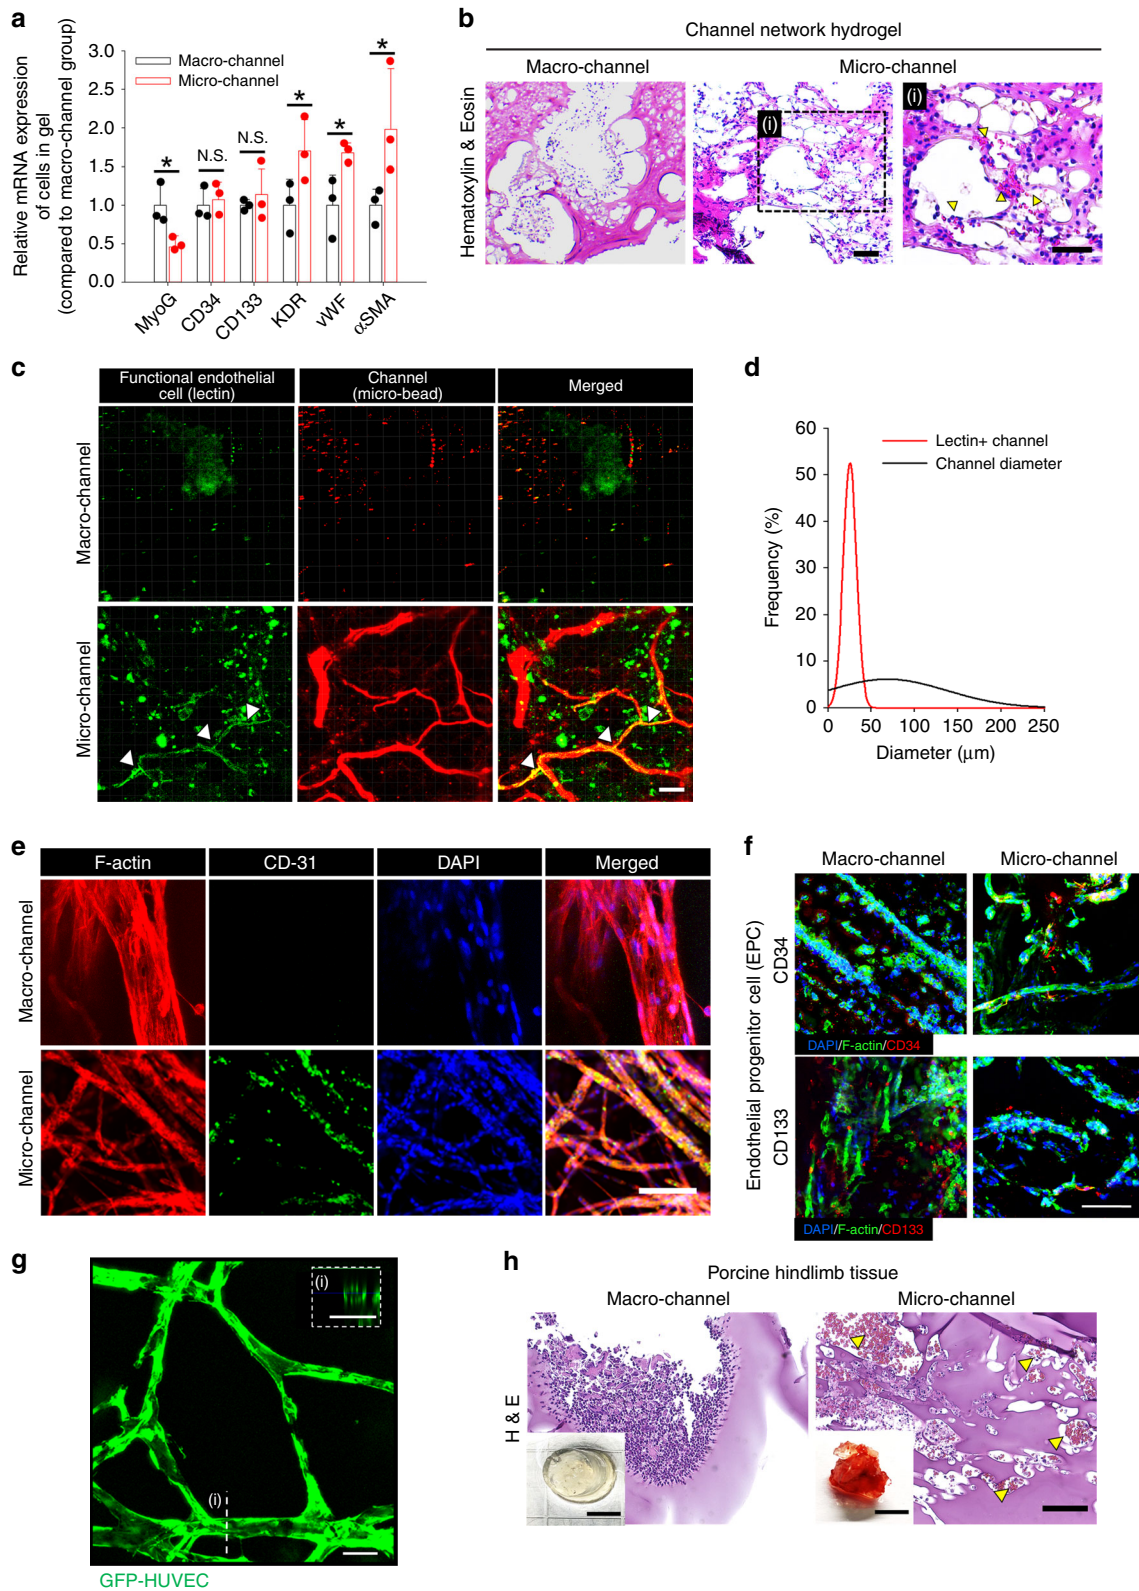 a
Relative mRNA expression
of cells in gel
(compared to macro-channel group)
3.0
2.5
2.0
1.5
1.0
0.5
0.0
Macro-channel
Micro-channel
*
N.S.
N.S.
*
*
*
MyoG
CD34
CD133
KDR
vWF
αSMA
b
Channel network hydrogel
Macro-channel
Micro-channel
Hematoxylin & Eosin
(i)
(i)
c
Functional endothelial
cell (lectin)
Channel
(micro-bead)
Merged
Macro-channel
Micro-channel
d
Frequency (%)
60
50
40
30
20
10
0
Lectin+ channel
Channel diameter
0
50
100
150
200
250
Diameter (μm)
e
F-actin
CD-31
DAPI
Merged
Macro-channel
Micro-channel
f
Macro-channel
Micro-channel
Endothelial progenitor cell (EPC)
CD34
CD133
DAPI/F-actin/CD34
DAPI/F-actin/CD133
g
(i)
(i)
GFP-HUVEC
h
Porcine hindlimb tissue
Macro-channel
Micro-channel
H & E